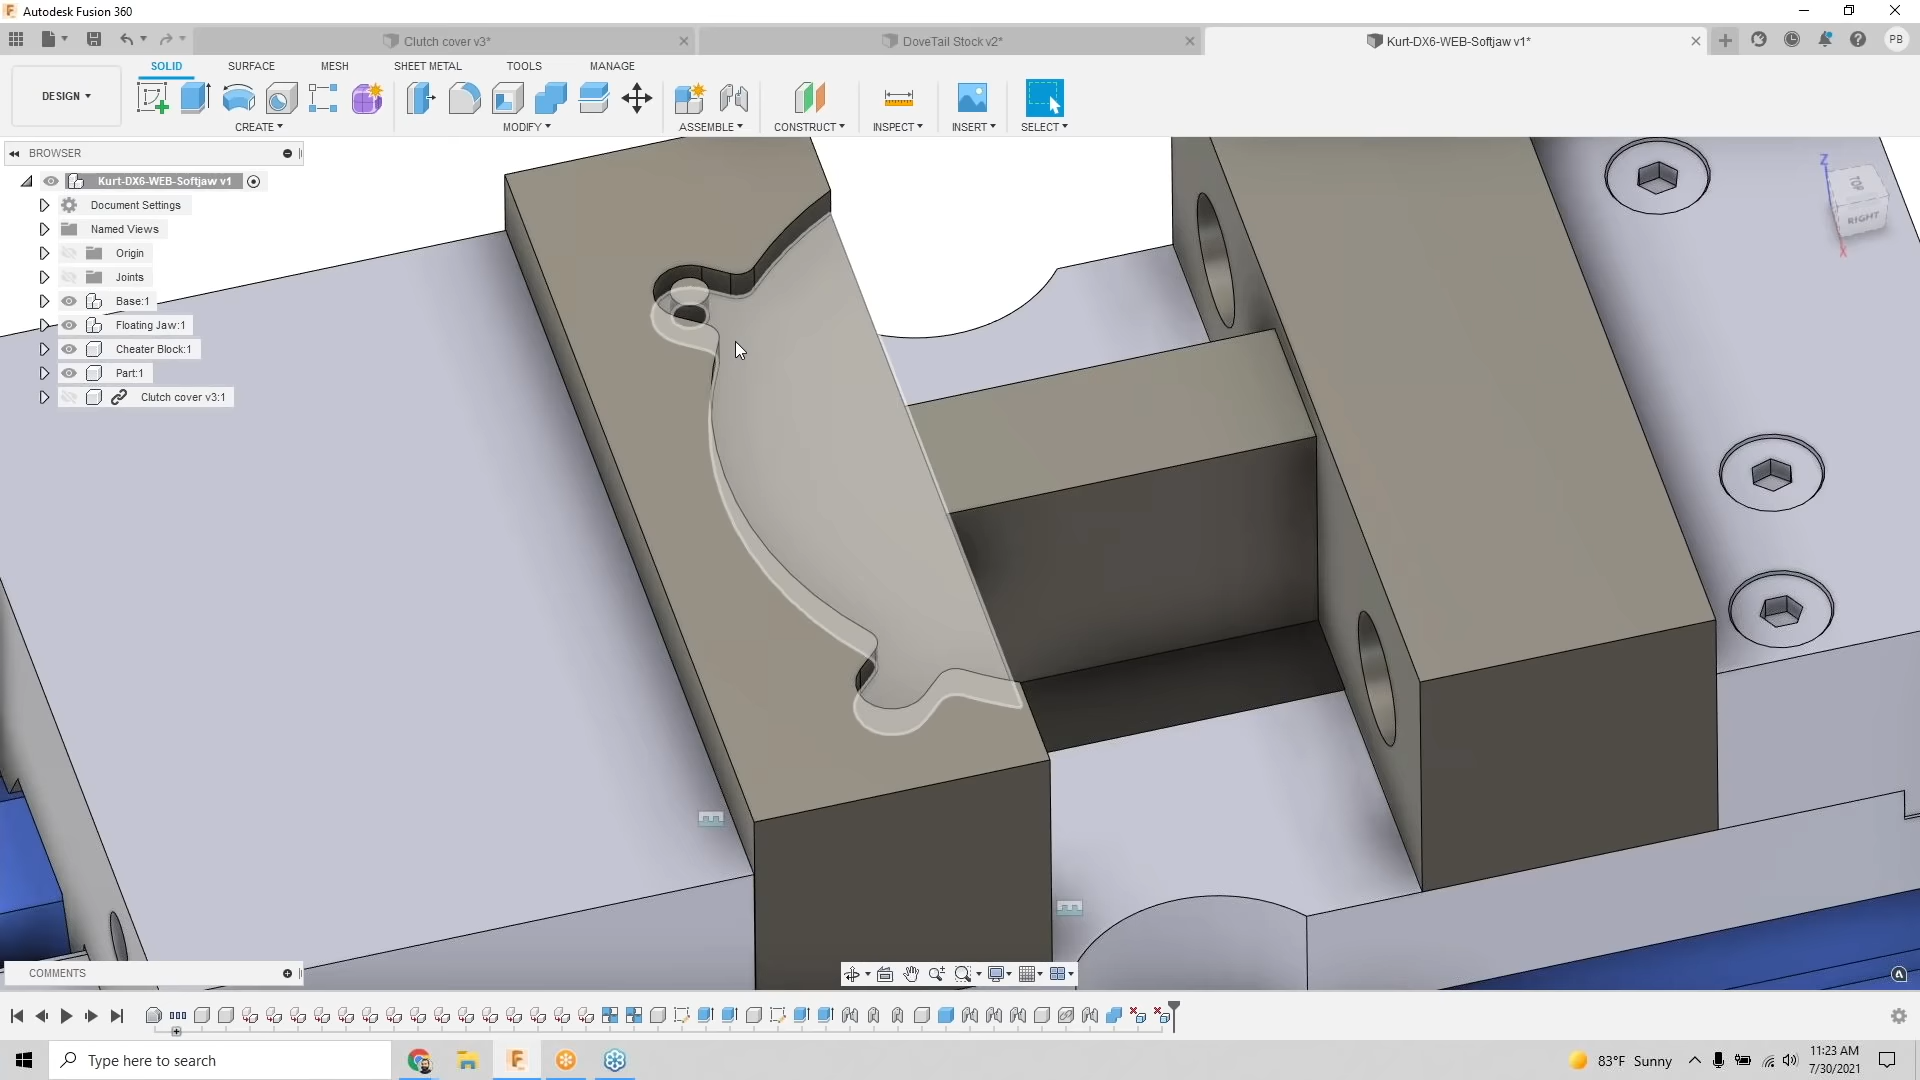 Autodesk Fusion 360
Clutch cover v3*
DoveTail Stock v2*
Kurt-DX6-WEB-Softjaw v1*
PB
DESIGN
SOLID
SURFACE
MESH
SHEET METAL
TOOLS
MANAGE
CREATE
MODIFY
ASSEMBLE
CONSTRUCT
INSPECT
INSERT
SELECT
BROWSER
Kurt-DX6-WEB-Softjaw v1
Document Settings
Named Views
Origin
Joints
Base:1
Floating Jaw:1
Cheater Block:1
Part:1
Clutch cover v3:1
Z
TOP
RIGHT
X
COMMENTS
Type here to search
83°F Sunny
11:23 AM
7/30/2021